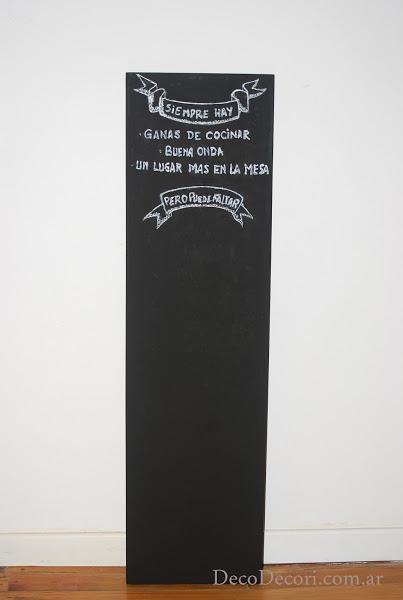 SIEMPRE HAY
· GANAS DE COCINAR
· BUENA ONDA
- UN LUGAR MAS EN LA MESA
PERO PUEDE FALTAR
DecoDecori.com.ar